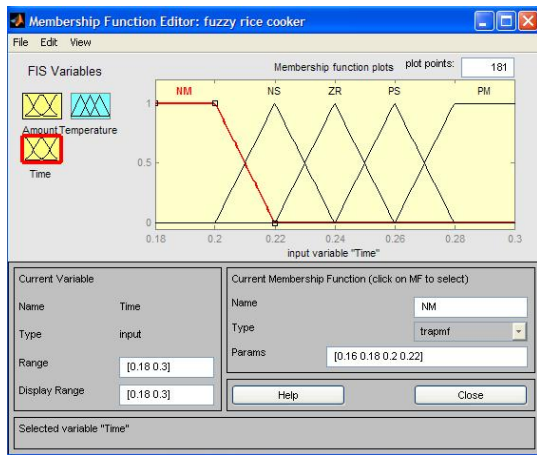 Membership Function Editor: fuzzy rice cooker
File Edit View
FIS Variables
Membership function plots plot points: 181
Amount Temperature
Time
NM NS ZR PS PM
1
0.5
0
0.18 0.2 0.22 0.24 0.26 0.28 0.3
input variable "Time"
Current Variable
Name Time
Type input
Range [0.18 0.3]
Display Range [0.18 0.3]
Current Membership Function (click on MF to select)
Name NM
Type trapmf
Params [0.16 0.18 0.2 0.22]
Help Close
Selected variable "Time"